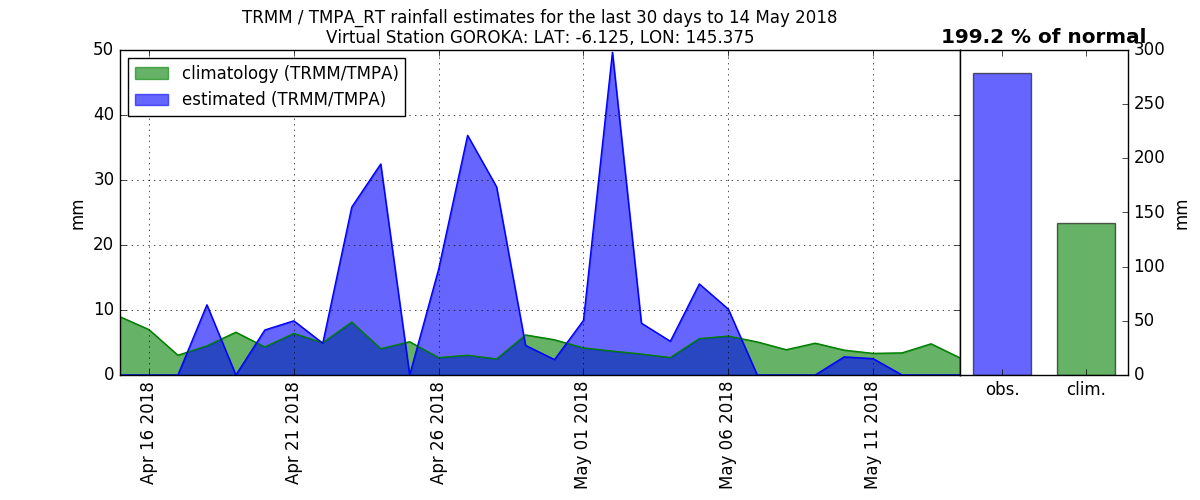 TRMM / TMPA_RT rainfall estimates for the last 30 days to 14 May 2018
Virtual Station GOROKA: LAT: -6.125, LON: 145.375
199.2 % of normal
climatology (TRMM/TMPA)
estimated (TRMM/TMPA)
50
40
30
20
10
0
mm
Apr 16 2018
Apr 21 2018
Apr 26 2018
May 01 2018
May 06 2018
May 11 2018
300
250
200
150
100
50
0
mm
obs.
clim.